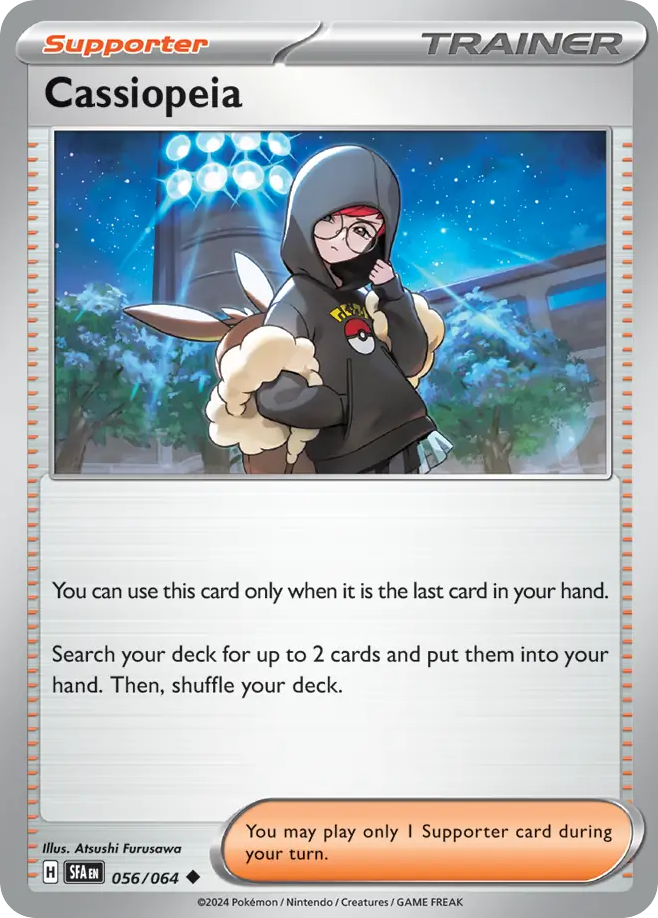 Supporter
TRAINER
Cassiopeia
You can use this card only when it is the last card in your hand.
Search your deck for up to 2 cards and put them into your
hand. Then, shuffle your deck.
You may play only 1 Supporter card during
your turn.
Illus. Atsushi Furusawa
H SFA EN 056/064 ◆
©2024 Pokémon / Nintendo / Creatures / GAME FREAK